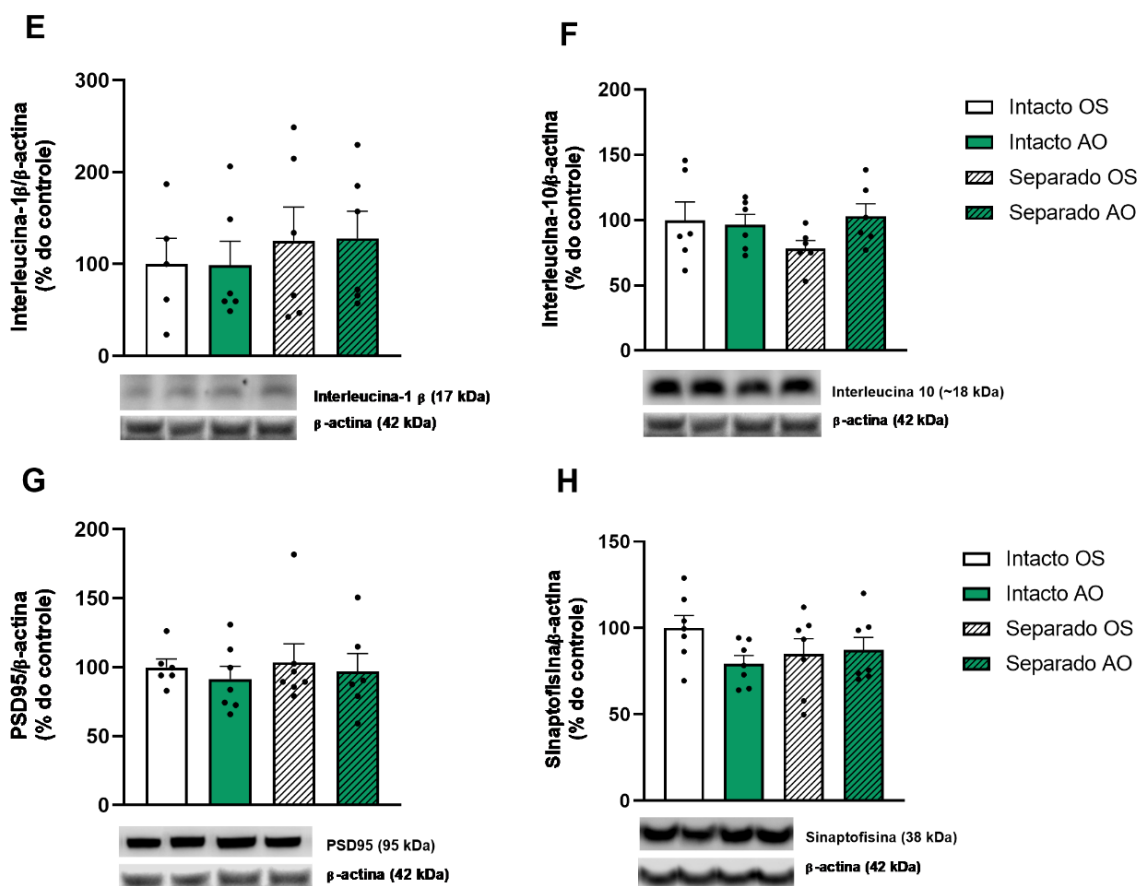 E
Interleucina-1β/β-actina
(% do controle)
300
200
100
0
Interleucina-1 β (17 kDa)
β-actina (42 kDa)
F
Interleucina-10/β-actina
(% do controle)
200
150
100
50
0
Interleucina 10 (~18 kDa)
β-actina (42 kDa)
Intacto OS
Intacto AO
Separado OS
Separado AO
G
PSD95/β-actina
(% do controle)
200
150
100
50
0
PSD95 (95 kDa)
β-actina (42 kDa)
H
Sinaptofisina/β-actina
(% do controle)
150
100
50
0
Sinaptofisina (38 kDa)
β-actina (42 kDa)
Intacto OS
Intacto AO
Separado OS
Separado AO